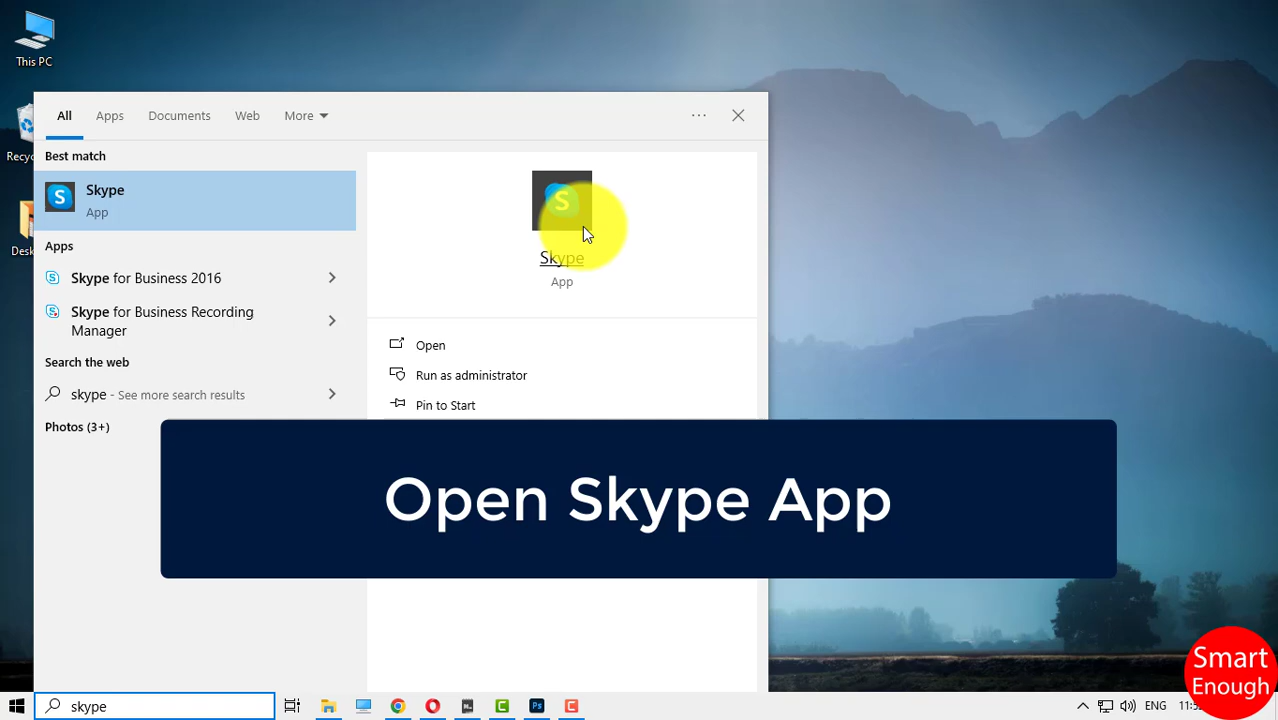 This PC
All Apps Documents Web More
Best match
Skype
App
Apps
Skype for Business 2016
Skype for Business Recording
Manager
Search the web
skype - See more search results
Photos (3+)
S
Skype
App
Open
Run as administrator
Pin to Start
Open Skype App
skype
ENG
Smart
Enough